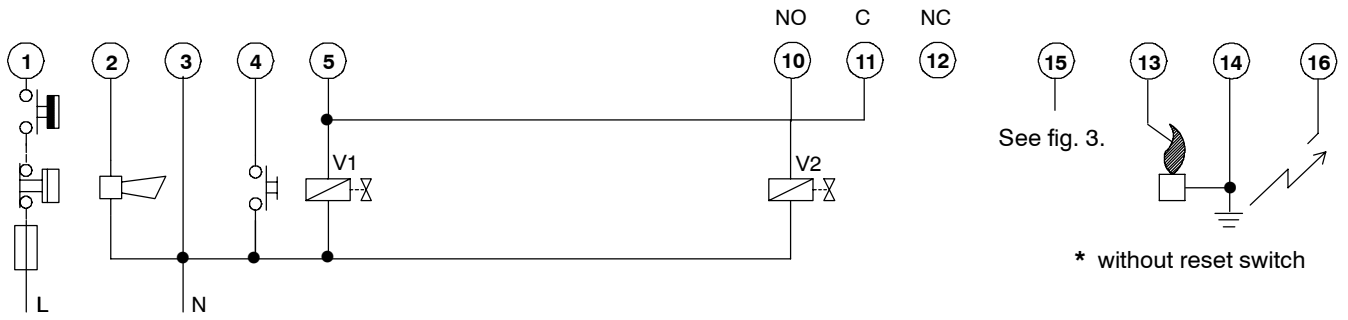 NO C NC
1 2 3 4 5 10 11 12 15 13 14 16
See fig. 3.
V1 V2
* without reset switch
L N